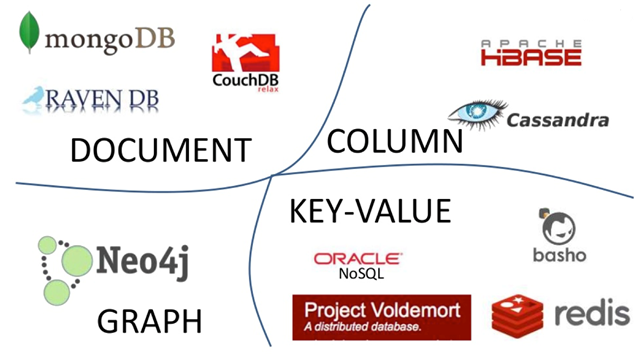 mongoDB
CouchDB
relax
RAVEN DB
DOCUMENT
APACHE
HBASE
Cassandra
COLUMN
KEY-VALUE
ORACLE
NoSQL
basho
Project Voldemort
A distributed database.
redis
Neo4j
GRAPH